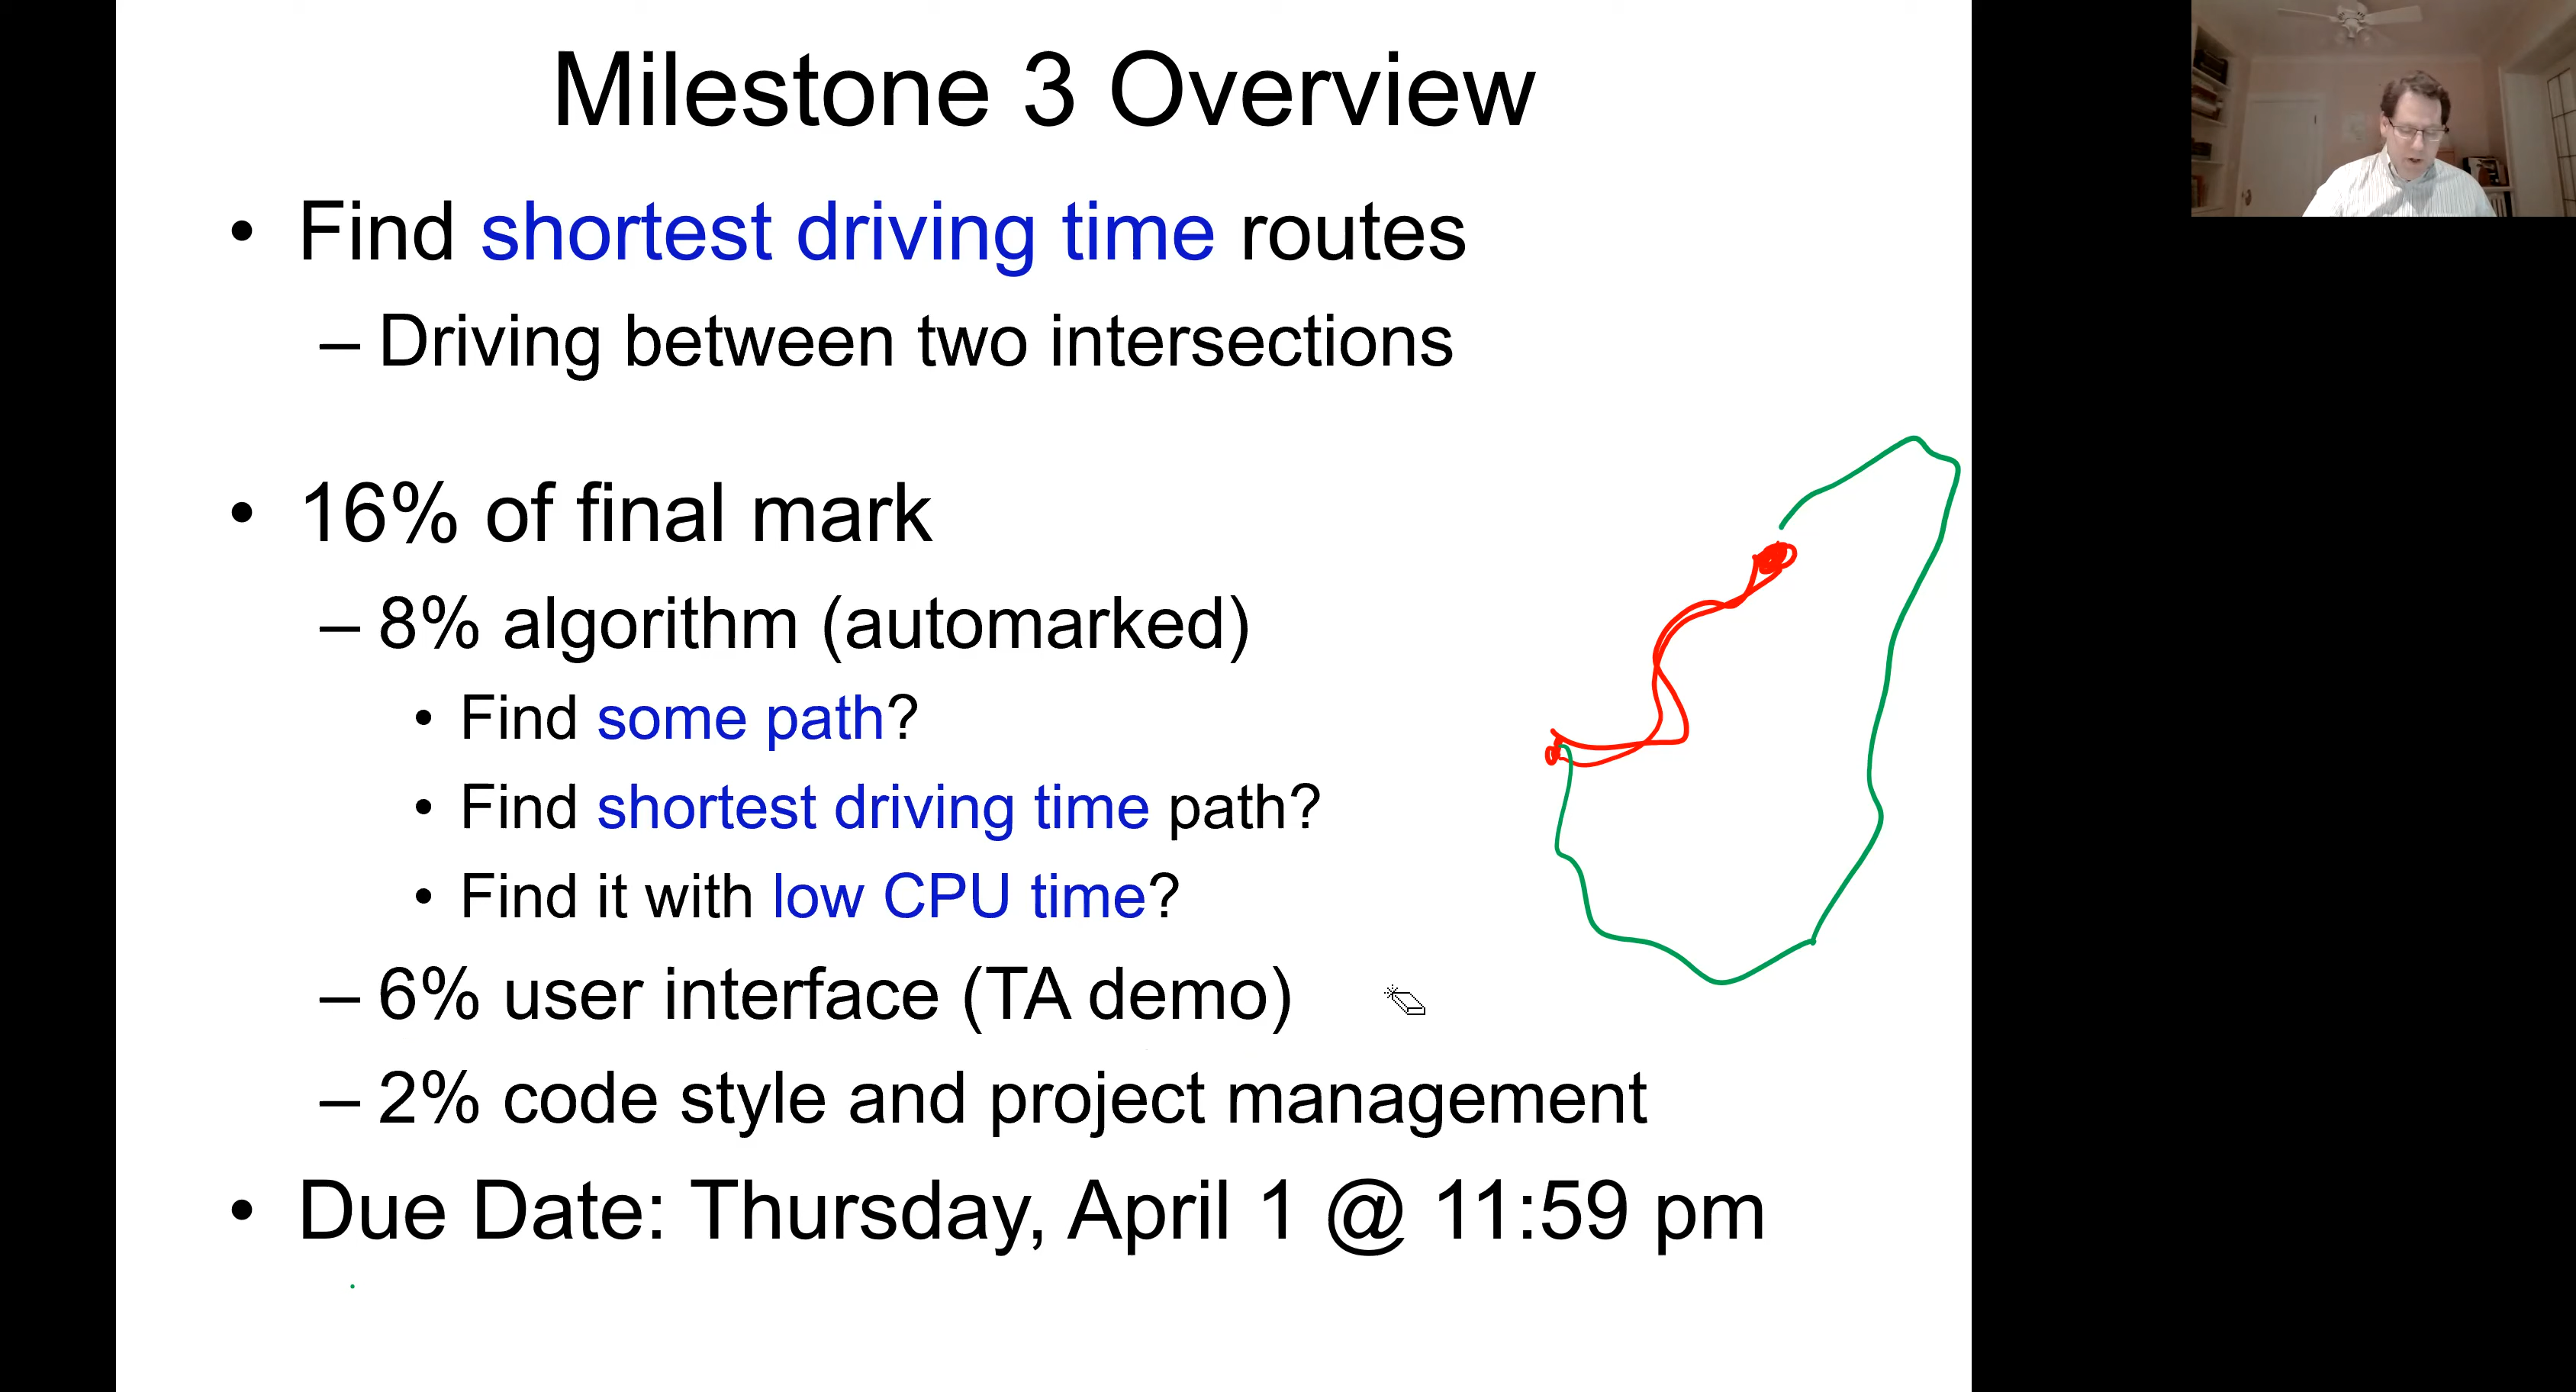 Milestone 3 Overview
• Find shortest driving time routes
– Driving between two intersections
• 16% of final mark
– 8% algorithm (automarked)
• Find some path?
• Find shortest driving time path?
• Find it with low CPU time?
– 6% user interface (TA demo)
– 2% code style and project management
• Due Date: Thursday, April 1 @ 11:59 pm